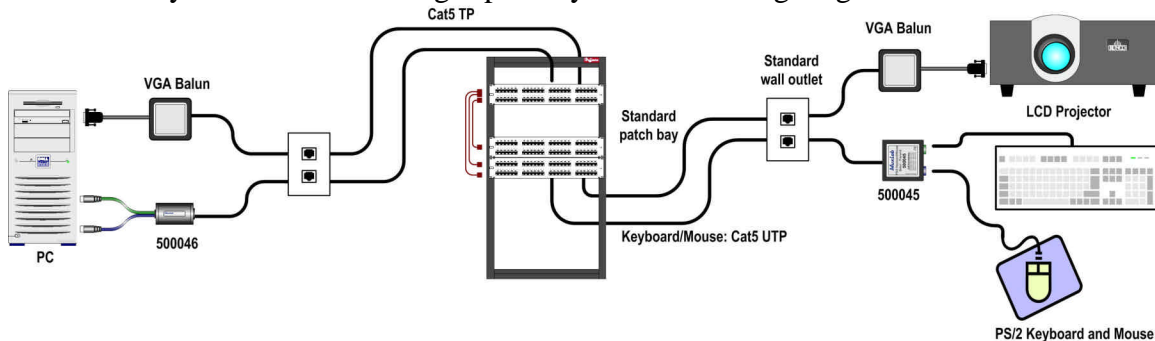 Cat5 TP
VGA Balun
VGA Balun
Standard
wall outlet
LCD Projector
Standard
patch bay
500045
500046
PC
Keyboard/Mouse: Cat5 UTP
PS/2 Keyboard and Mouse